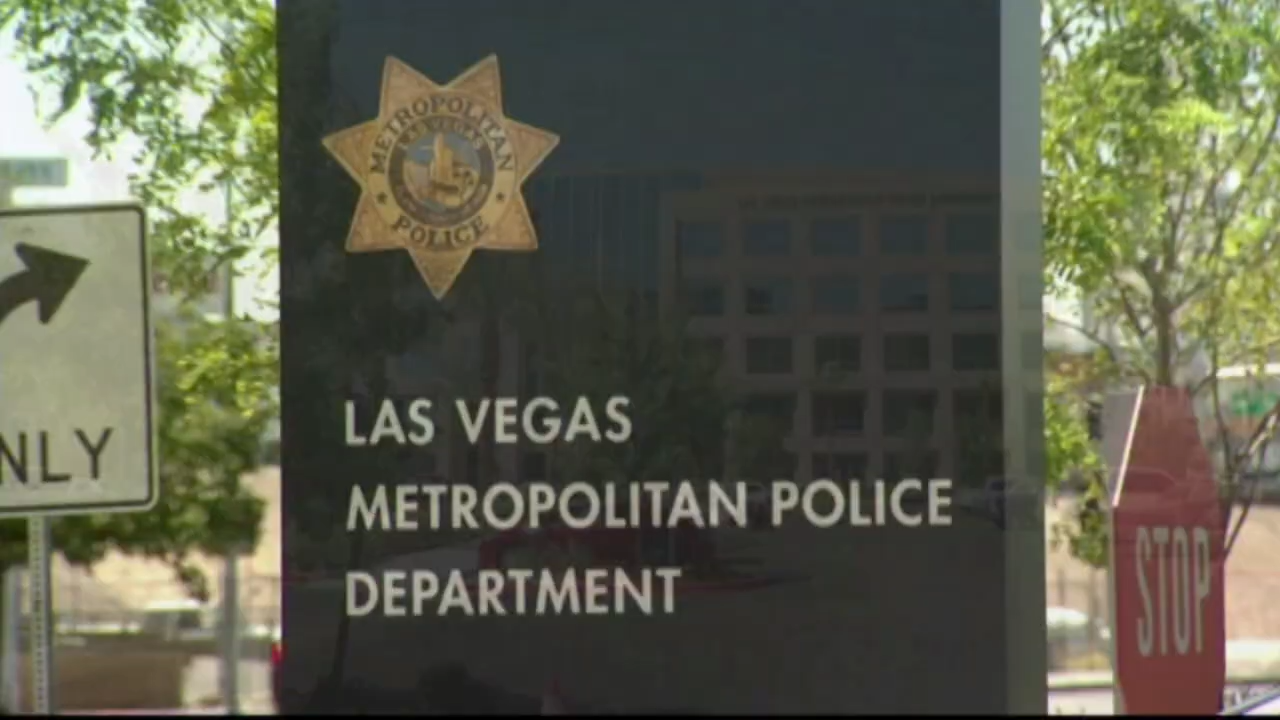 METROPOLITAN
POLICE
LAS VEGAS
METROPOLITAN POLICE
DEPARTMENT
NLY
STOP